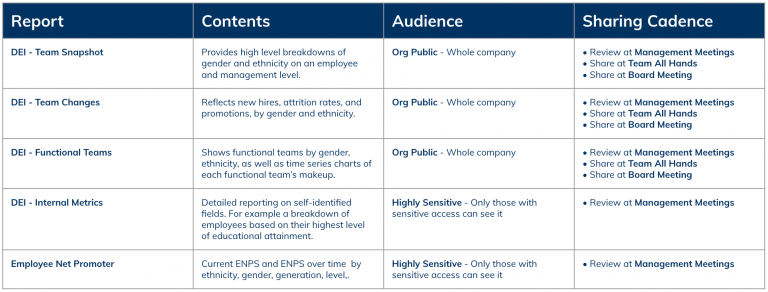 Report
Contents
Audience
Sharing Cadence
DEI - Team Snapshot
Provides high level breakdowns of
gender and ethnicity on an employee
and management level.
Org Public - Whole company
• Review at Management Meetings
• Share at Team All Hands
• Share at Board Meeting
DEI - Team Changes
Reflects new hires, attrition rates, and
promotions, by gender and ethnicity.
Org Public - Whole company
• Review at Management Meetings
• Share at Team All Hands
• Share at Board Meeting
DEI - Functional Teams
Shows functional teams by gender,
ethnicity, as well as time series charts of
each functional team's makeup.
Org Public - Whole company
• Review at Management Meetings
• Share at Team All Hands
• Share at Board Meeting
DEI - Internal Metrics
Detailed reporting on self-identified
fields. For example a breakdown of
employees based on their highest level
of educational attainment.
Highly Sensitive - Only those with
sensitive access can see it
• Review at Management Meetings
Employee Net Promoter
Current ENPS and ENPS over time by
ethnicity, gender, generation, level,.
Highly Sensitive - Only those with
sensitive access can see it
• Review at Management Meetings